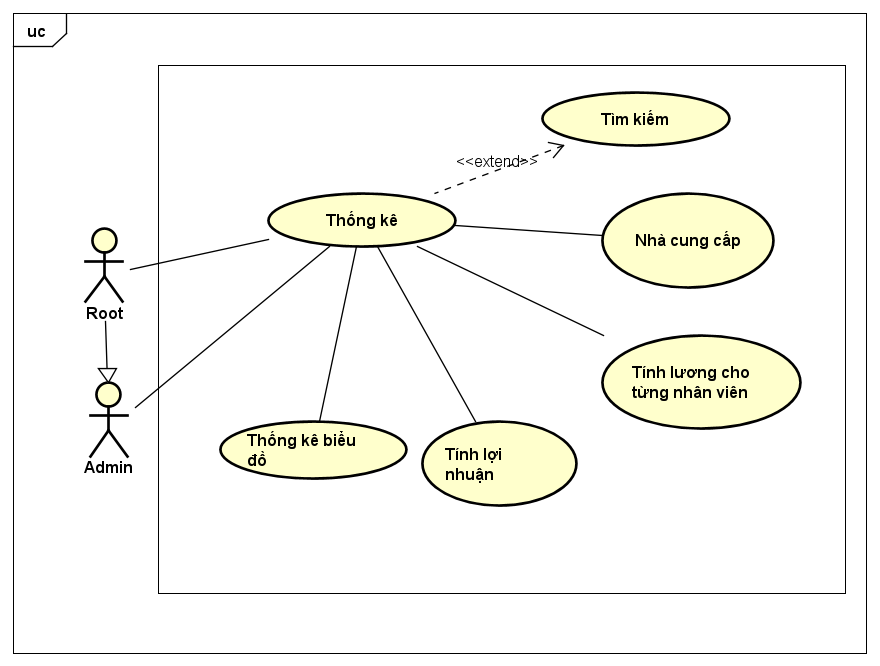 uc
Tìm kiếm
<<extend>>
Thống kê
Nhà cung cấp
Root
Tính lương cho
từng nhân viên
Thống kê biểu
đồ
Tính lợi
nhuận
Admin